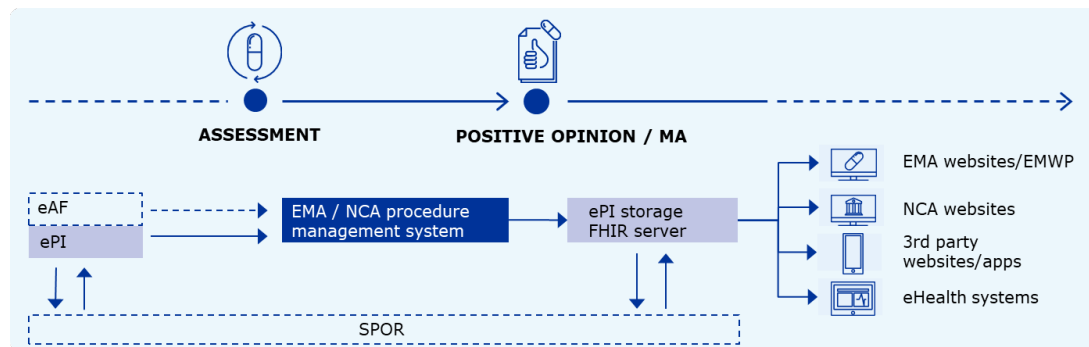 ASSESSMENT
POSITIVE OPINION / MA
eAF
ePI
EMA / NCA procedure
management system
ePI storage
FHIR server
EMA websites/EMWP
NCA websites
3rd party
websites/apps
eHealth systems
SPOR